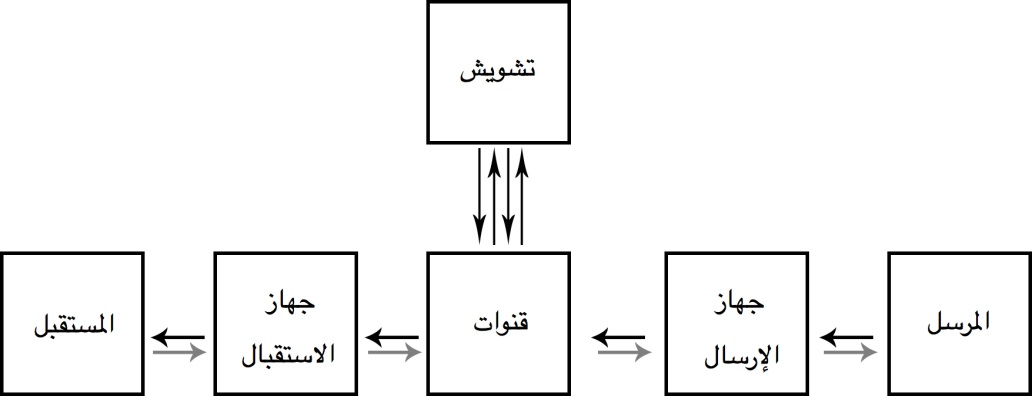 تشويش
المرسل
جهاز
الإرسال
قنوات
جهاز
الاستقبال
المستقبل